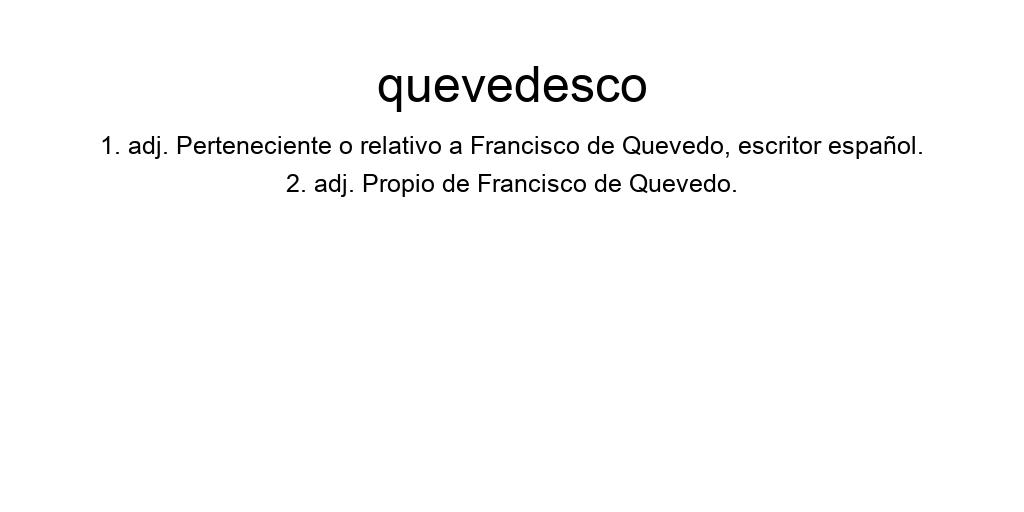 quevedesco
1. adj. Perteneciente o relativo a Francisco de Quevedo, escritor español.
2. adj. Propio de Francisco de Quevedo.